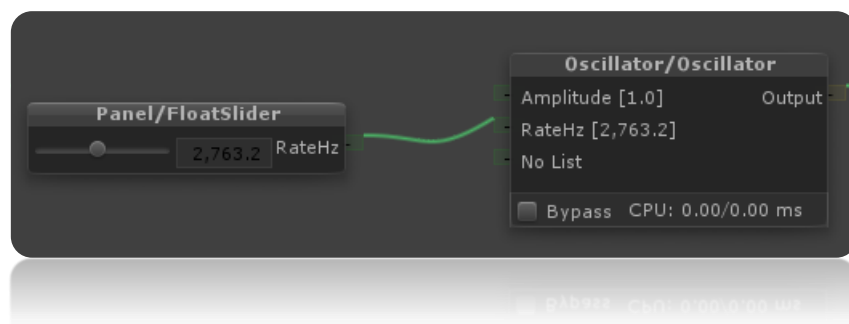 Panel/FloatSlider
2,763.2 RateHz
Oscillator/Oscillator
Amplitude [1.0] Output
RateHz [2,763.2]
No List
Bypass CPU: 0.00/0.00 ms